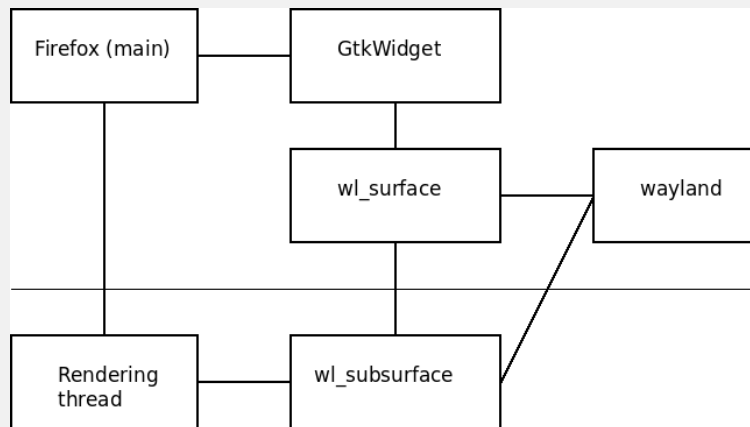 Firefox (main)
GtkWidget
wl_surface
wayland
Rendering
thread
wl_subsurface